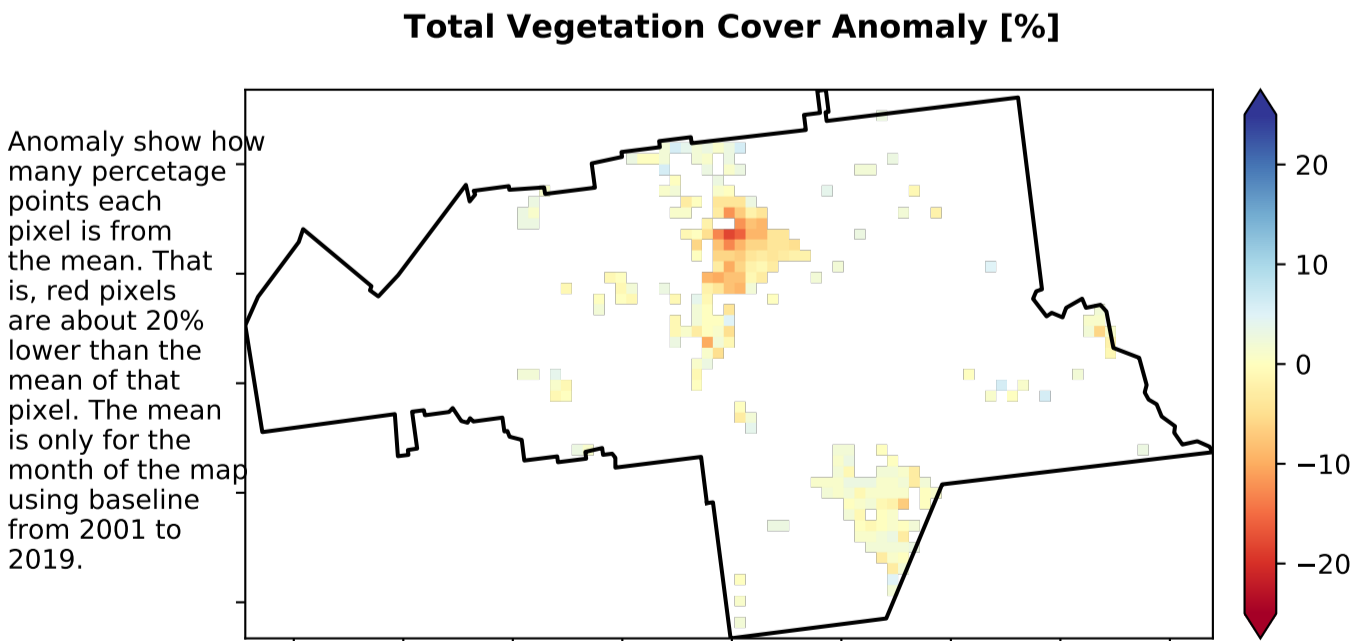 Total Vegetation Cover Anomaly [%]
Anomaly show how
many percetage
points each
pixel is from
the mean. That
is, red pixels
are about 20%
lower than the
mean of that
pixel. The mean
is only for the
month of the map
using baseline
from 2001 to
2019.
20
10
0
−10
−20